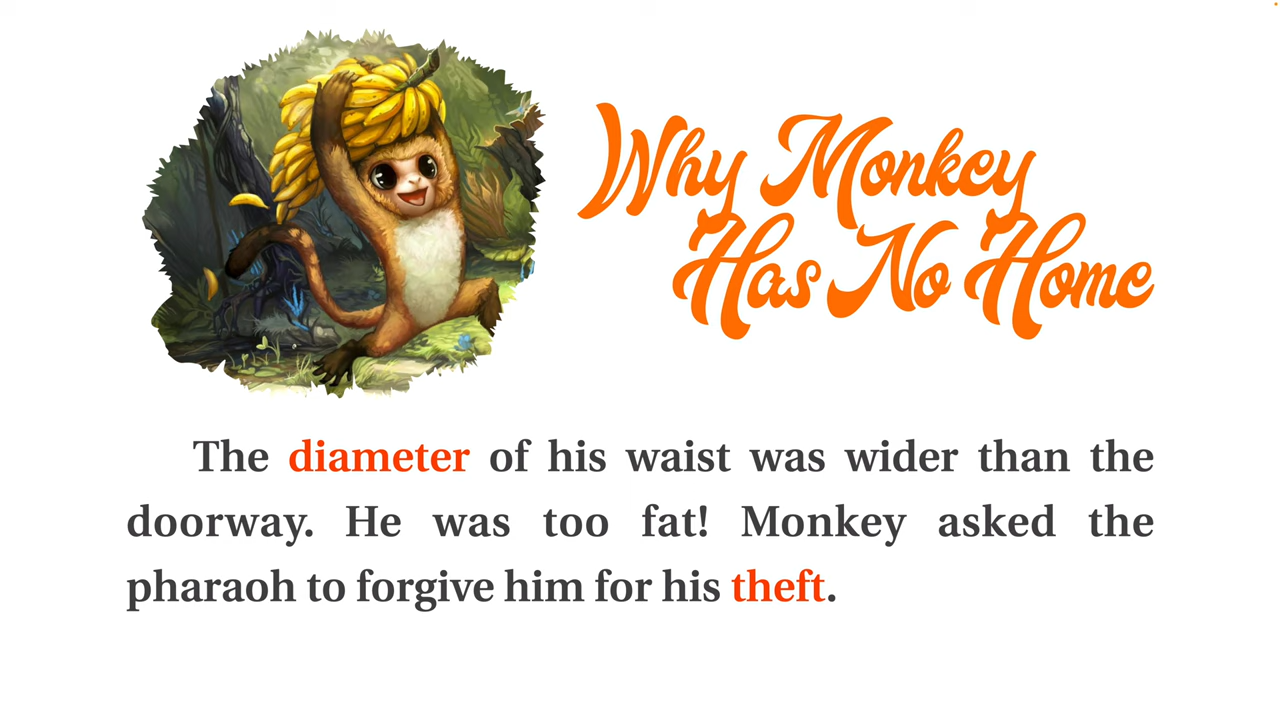 Why Monkey
Has No Home
The diameter of his waist was wider than the
doorway. He was too fat! Monkey asked the
pharaoh to forgive him for his theft.